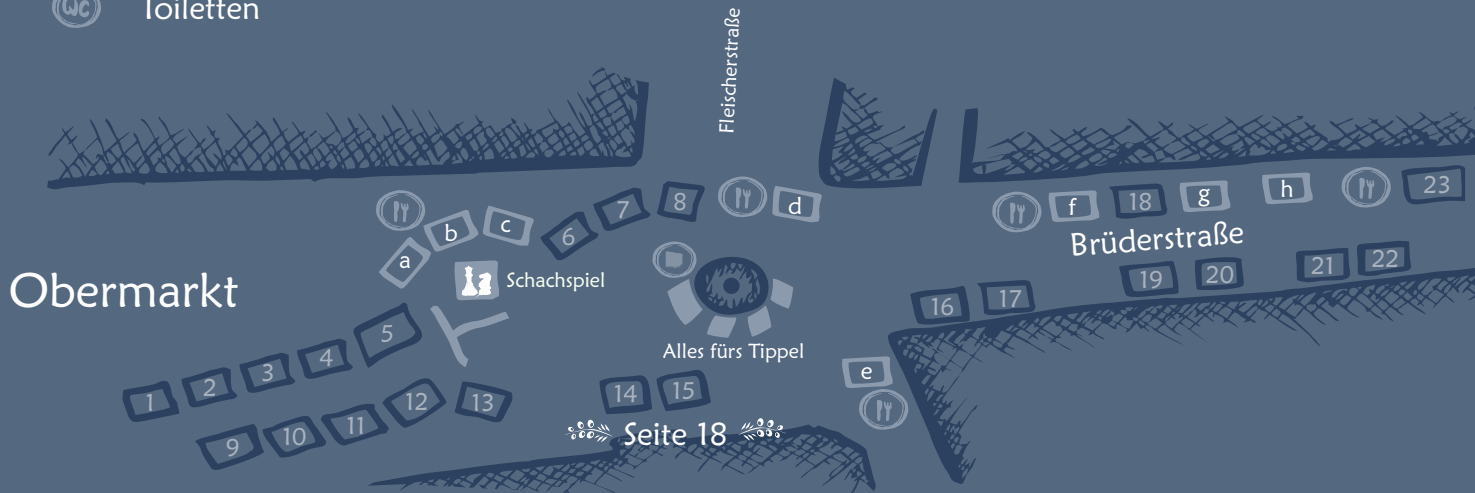 WC Toiletten
Fleischerstraße
a
b
c
6
7
8
d
f
18
g
h
23
Brüderstraße
Obermarkt
Schachspiel
16
17
19
20
21
22
1
2
3
4
5
Alles fürs Tippel
e
9
10
11
12
13
14
15
Seite 18